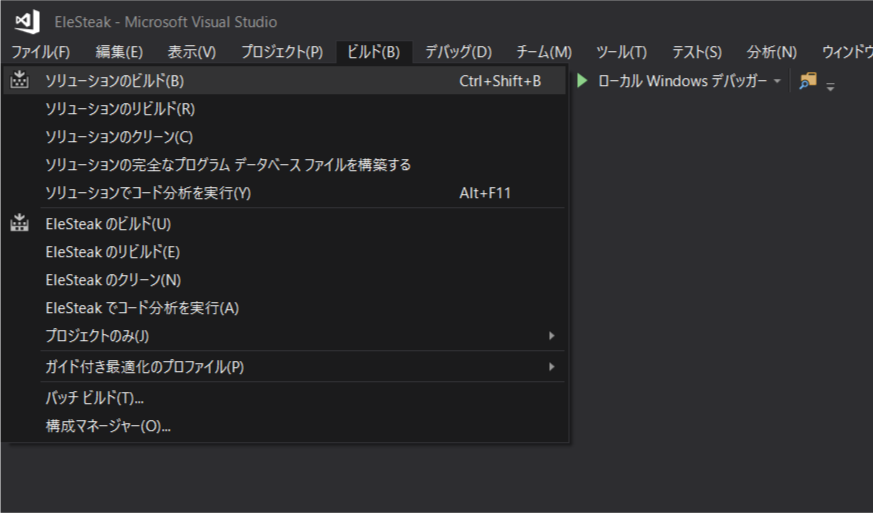 EleSteak - Microsoft Visual Studio
ファイル(F) 編集(E) 表示(V) プロジェクト(P) ビルド(B) デバッグ(D) チーム(M) ツール(T) テスト(S) 分析(N) ウィンドウ
ソリューションのビルド(B) Ctrl+Shift+B ローカル Windows デバッガー
ソリューションのリビルド(R)
ソリューションのクリーン(C)
ソリューションの完全なプログラム データベース ファイルを構築する
ソリューションでコード分析を実行(Y) Alt+F11
EleSteak のビルド(U)
EleSteak のリビルド(E)
EleSteak のクリーン(N)
EleSteak でコード分析を実行(A)
プロジェクトのみ(J)
ガイド付き最適化のプロファイル(P)
バッチ ビルド(T)...
構成マネージャー(O)...